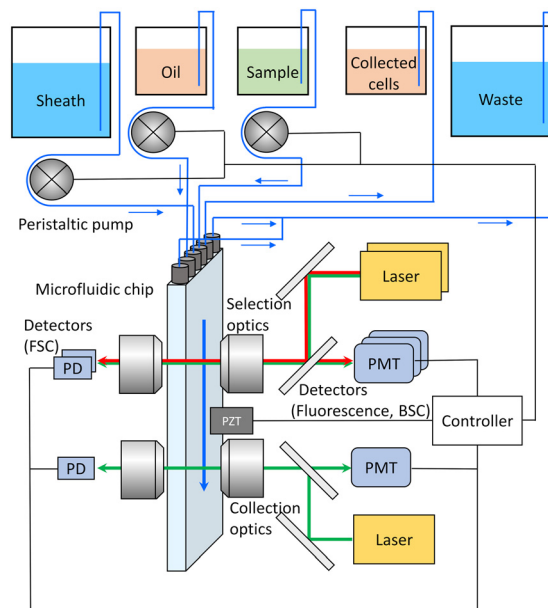 Sheath
Oil
Sample
Collected
cells
Waste
Peristaltic pump
Microfluidic chip
Selection
optics
Laser
Detectors
(FSC)
PD
PMT
Detectors
(Fluorescence, BSC)
PZT
Controller
PD
PMT
Collection
optics
Laser